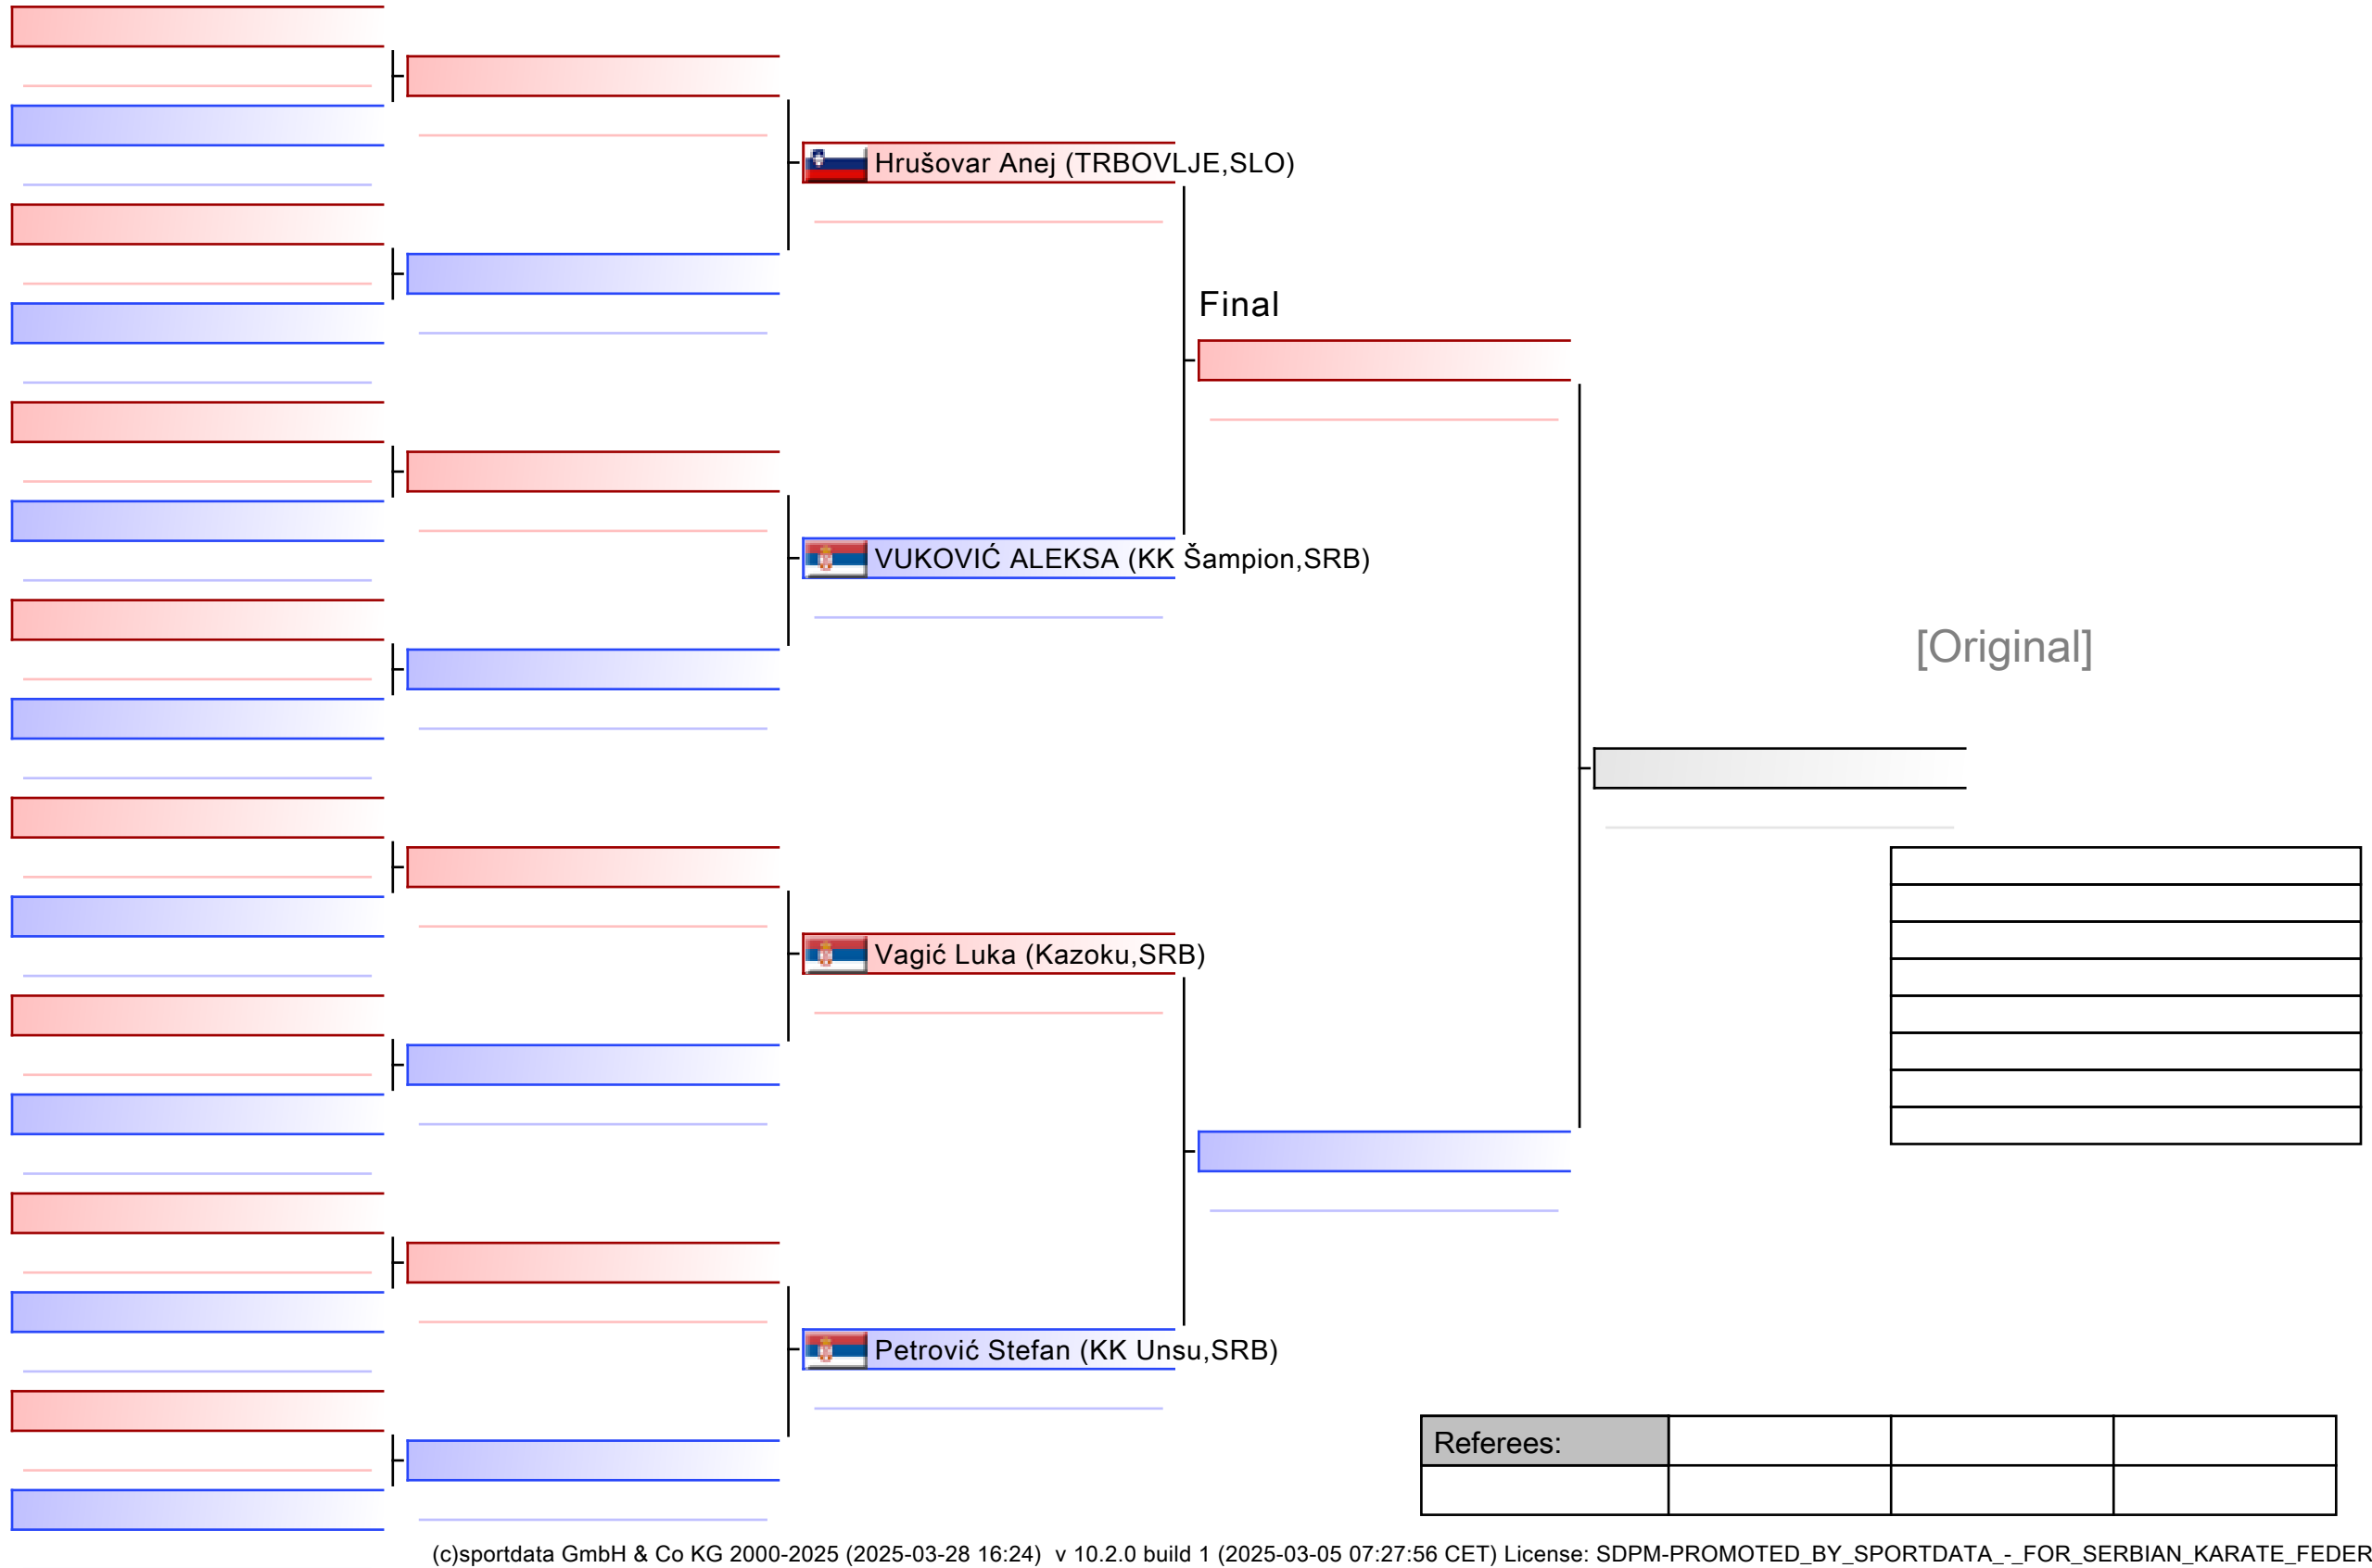 Hrušovar Anej (TRBOVLJE,SLO)
Final
VUKOVIĆ ALEKSA (KK Šampion,SRB)
[Original]
Vagić Luka (Kazoku,SRB)
Petrović Stefan (KK Unsu,SRB)
Referees:
(c)sportdata GmbH & Co KG 2000-2025 (2025-03-28 16:24) v 10.2.0 build 1 (2025-03-05 07:27:56 CET) License: SDPM-PROMOTED_BY_SPORTDATA_-_FOR_SERBIAN_KARATE_FEDER